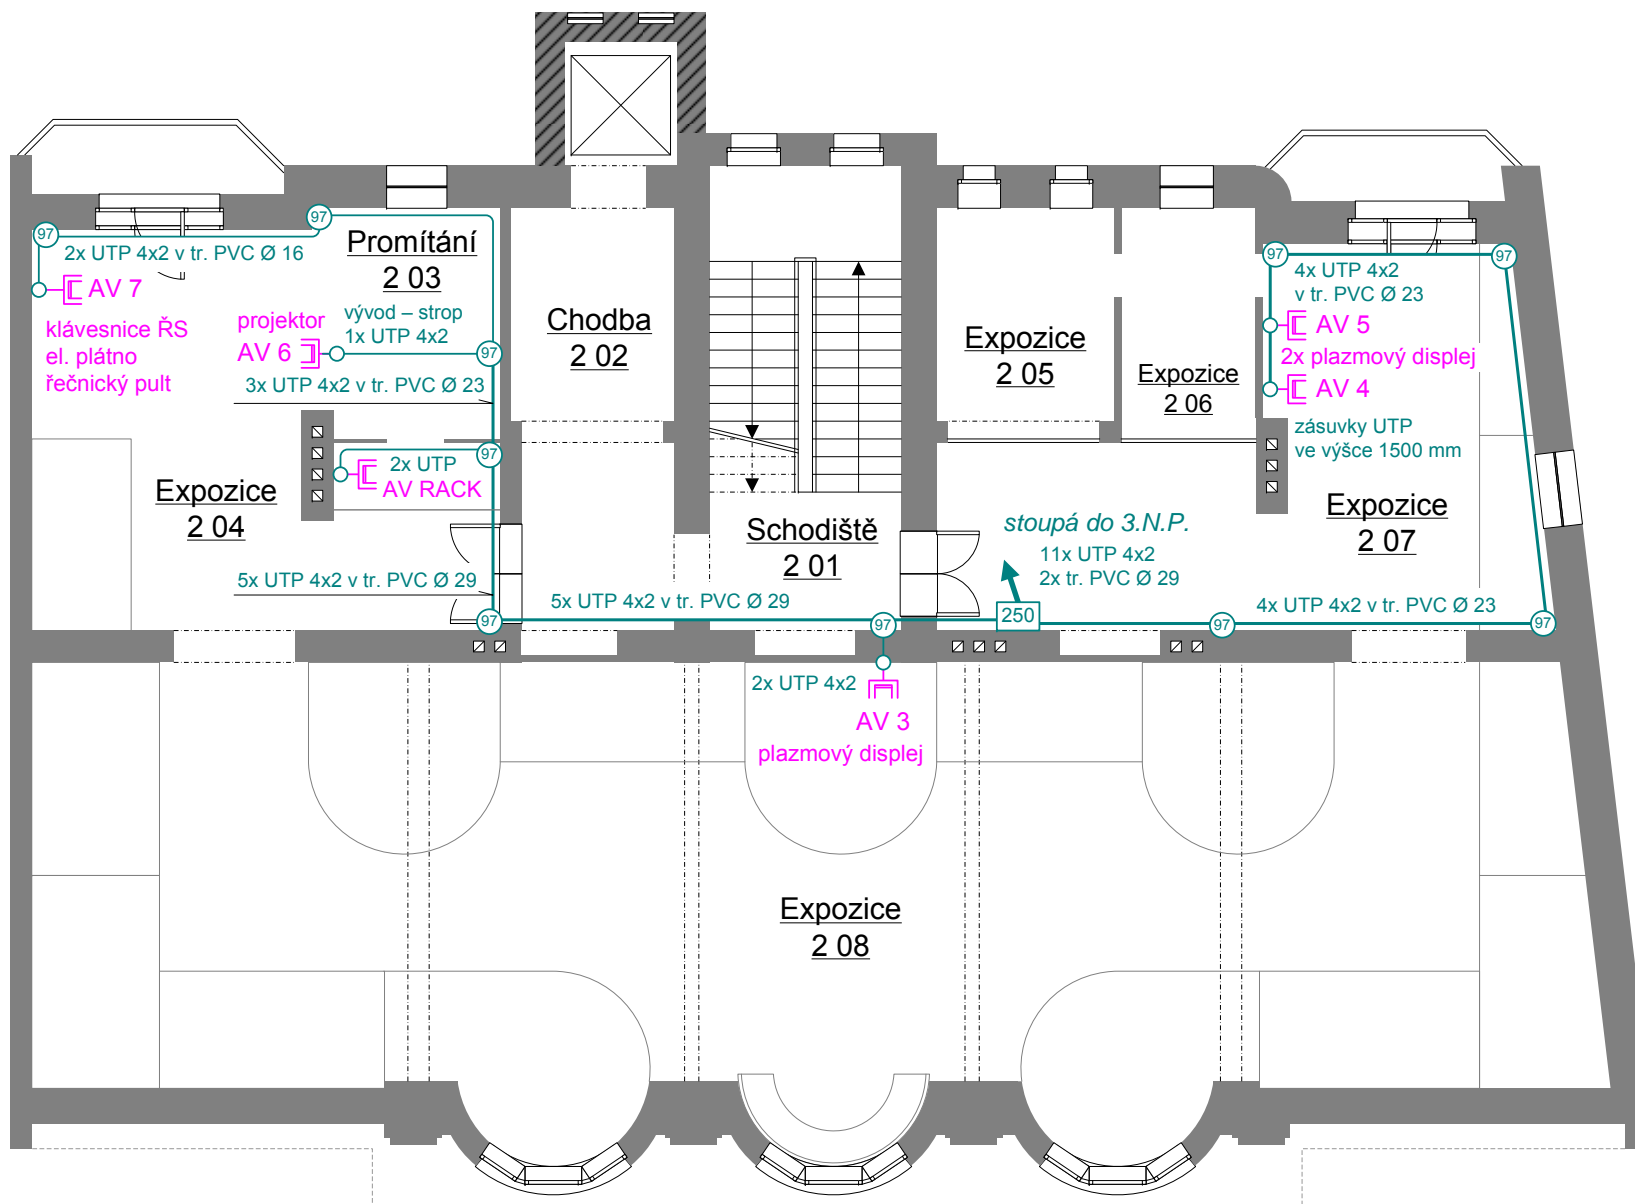 97
2x UTP 4x2 v tr. PVC Ø 16
97
AV 7
klávesnice ŘS
el. plátno
řečnický pult
Promítání
2 03
projektor
AV 6
vývod – strop
1x UTP 4x2
97
3x UTP 4x2 v tr. PVC Ø 23
97
2x UTP
AV RACK
Expozice
2 04
5x UTP 4x2 v tr. PVC Ø 29
97
Chodba
2 02
Schodiště
2 01
5x UTP 4x2 v tr. PVC Ø 29
97
2x UTP 4x2
AV 3
plazmový displej
Expozice
2 05
Expozice
2 06
stoupá do 3.N.P.
11x UTP 4x2
2x tr. PVC Ø 29
250
97
4x UTP 4x2 v tr. PVC Ø 23
97
97
97
4x UTP 4x2
v tr. PVC Ø 23
AV 5
2x plazmový displej
AV 4
zásuvky UTP
ve výšce 1500 mm
Expozice
2 07
Expozice
2 08